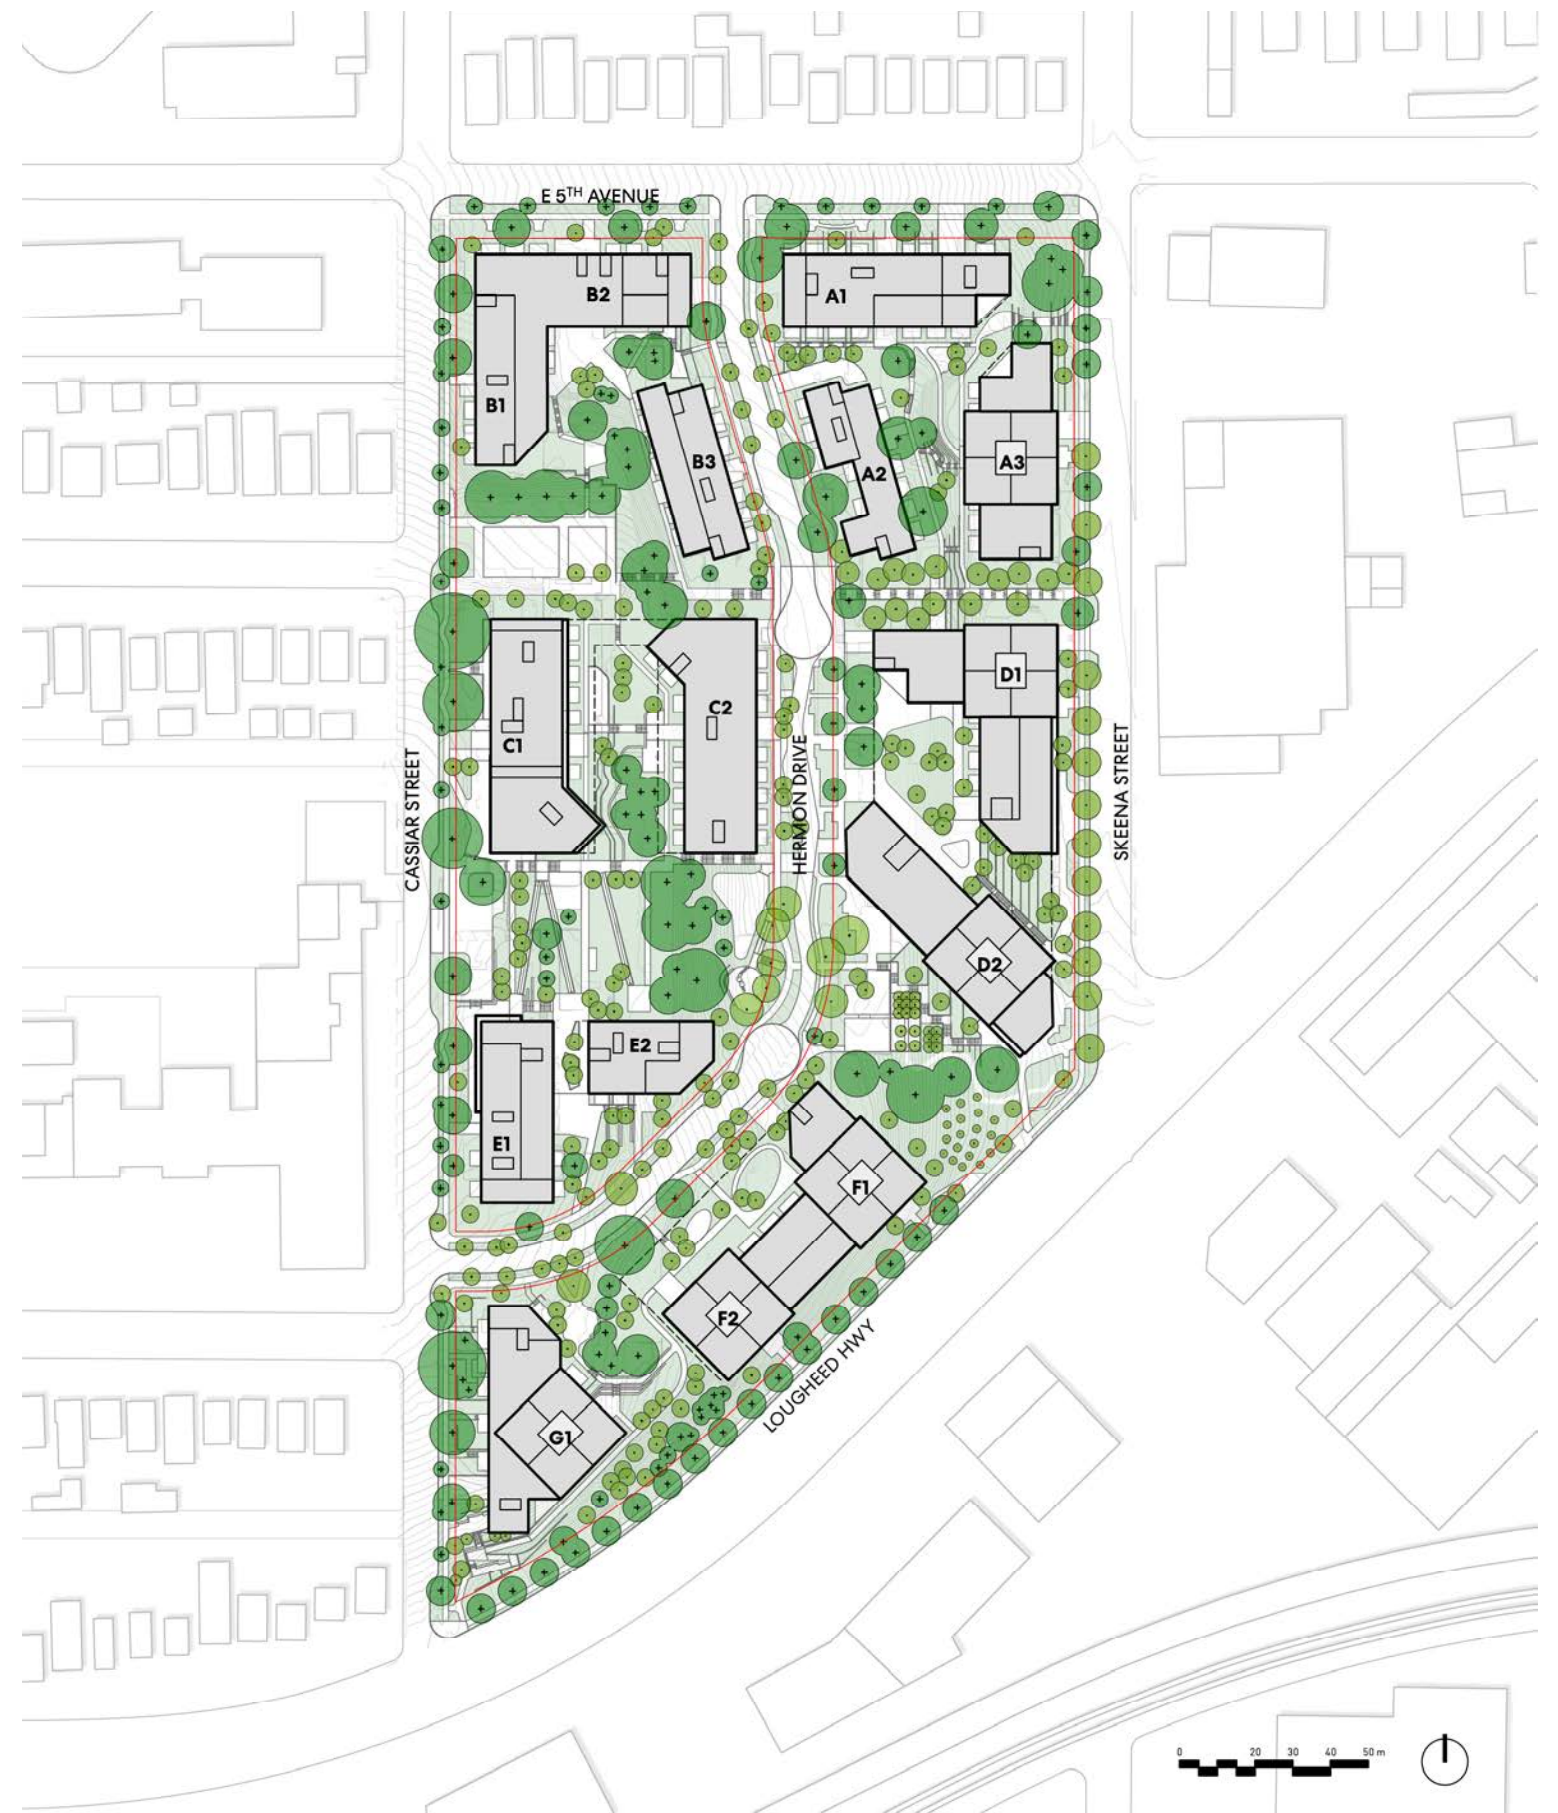 E 5TH AVENUE
B2
A1
B1
B3
A3
A2
D1
C2
C1
CASSIAR STREET
HERMON DRIVE
SKEENA STREET
D2
E2
E1
F1
F2
LOUGHEED HWY
G1
0 20 30 40 50 m